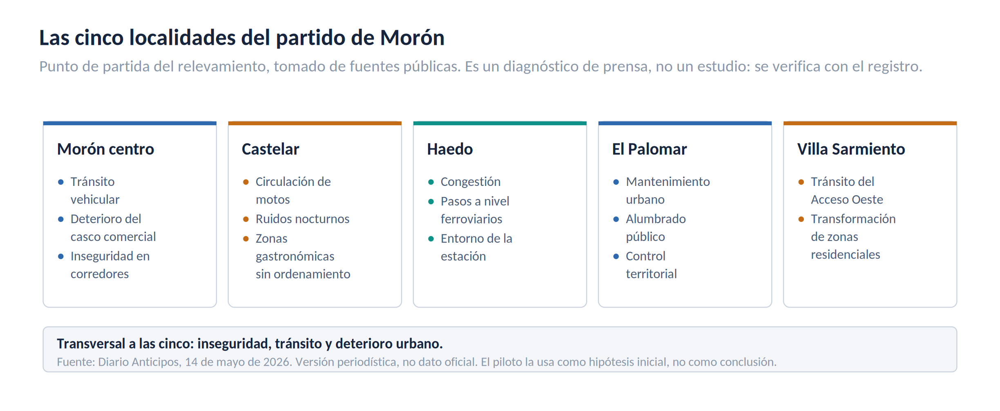 Las cinco localidades del partido de Morón
Punto de partida del relevamiento, tomado de fuentes públicas. Es un diagnóstico de prensa, no un estudio: se verifica con el registro.
Morón centro
Tránsito
vehicular
Deterioro del
casco comercial
Inseguridad en
corredores
Castelar
Circulación de
motos
Ruidos nocturnos
Zonas
gastronómicas
sin ordenamiento
Haedo
Congestión
Pasos a nivel
ferroviarios
Entorno de la
estación
El Palomar
Mantenimiento
urbano
Alumbrado
público
Control
territorial
Villa Sarmiento
Tránsito del
Acceso Oeste
Transformación
de zonas
residenciales
Transversal a las cinco: inseguridad, tránsito y deterioro urbano.
Fuente: Diario Anticipos, 14 de mayo de 2026. Versión periodística, no dato oficial. El piloto la usa como hipótesis inicial, no como conclusión.